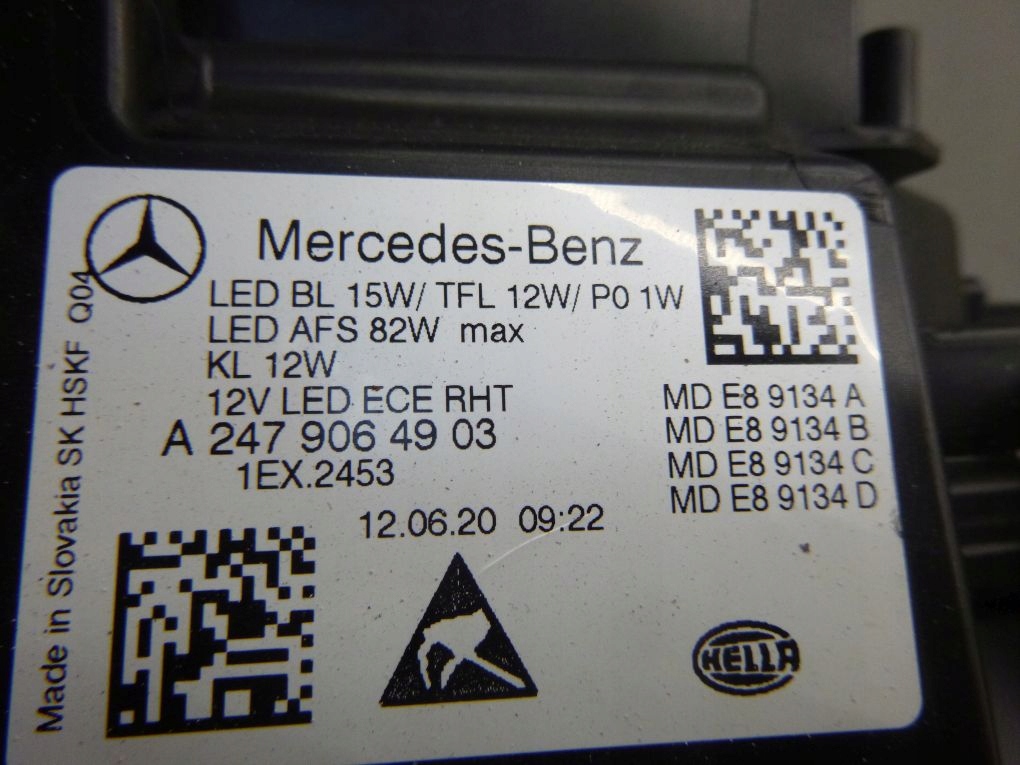 Mercedes-Benz
LED BL 15W/ TFL 12W/ P0 1W
LED AFS 82W max
KL 12W
12V LED ECE RHT
A 247 906 49 03
1EX.2453
12.06.20 09:22
MD E8 9134 A
MD E8 9134 B
MD E8 9134 C
MD E8 9134 D
Made in Slovakia SK HSKF Q04
HELLA